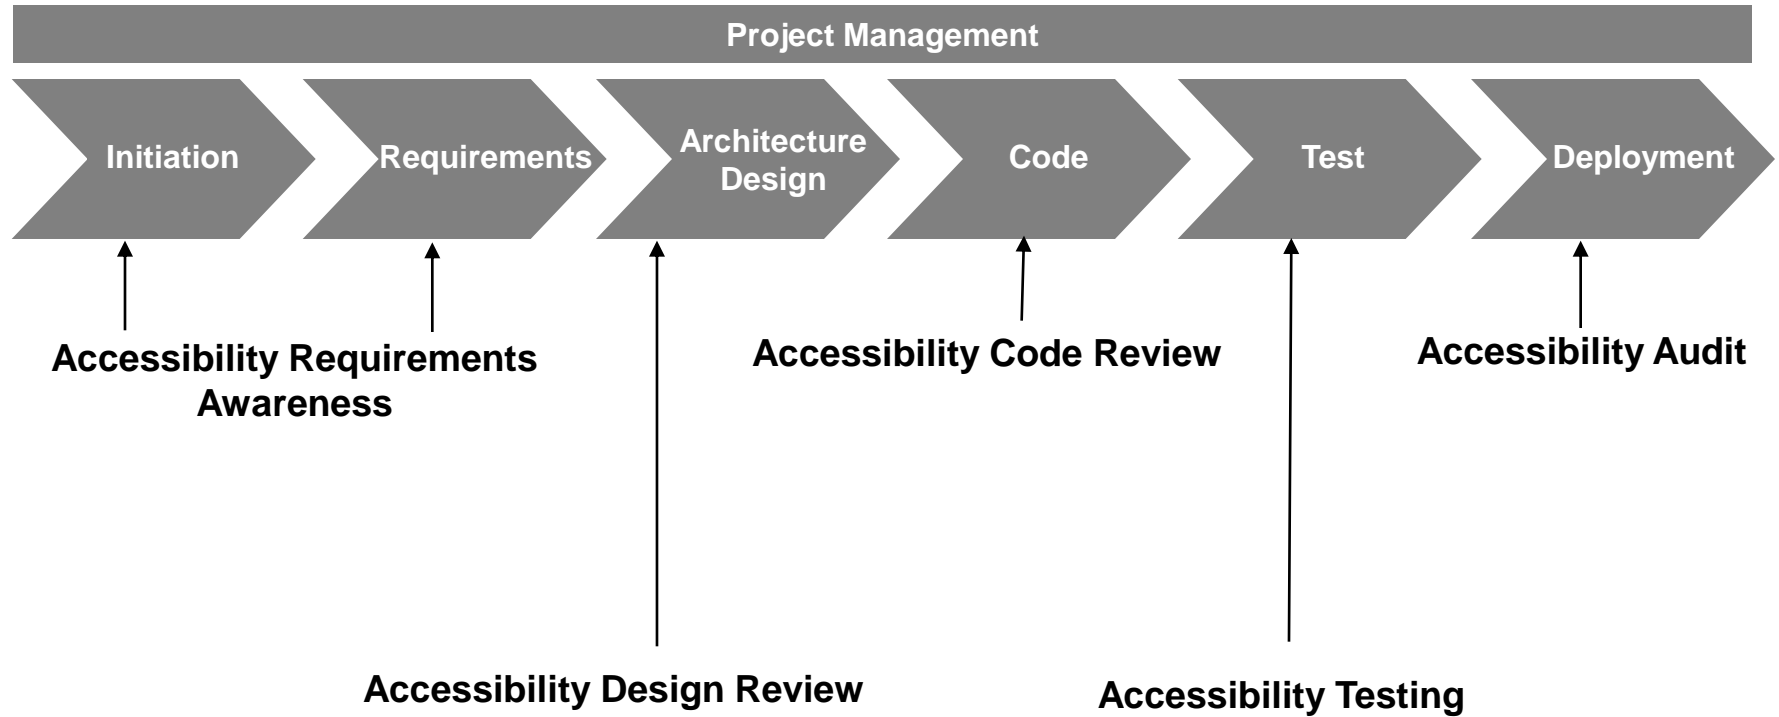 Project Management
Initiation
Requirements
Architecture
Design
Code
Test
Deployment
Accessibility Requirements
Awareness
Accessibility Code Review
Accessibility Audit
Accessibility Design Review
Accessibility Testing